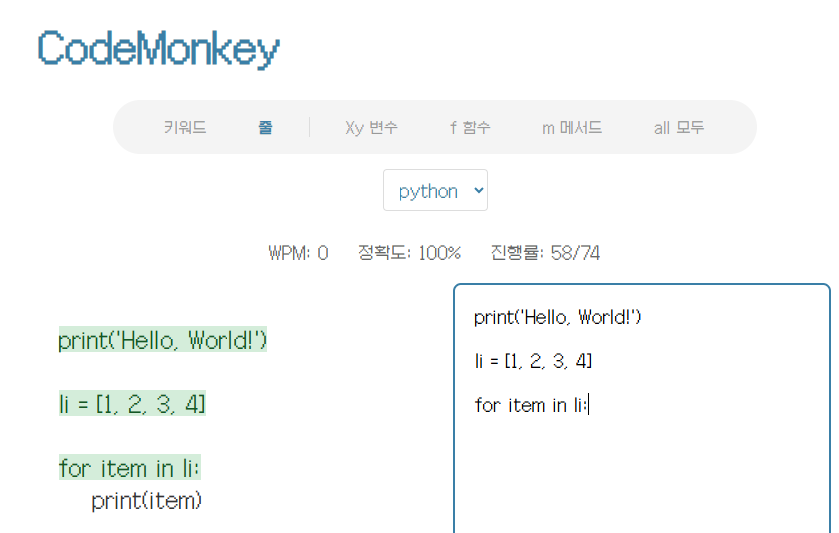 CodeMonkey
키워드 줄 Xy 변수 f 함수 m 메서드 all 모두
python
WPM: 0 정확도: 100% 진행률: 58/74
print('Hello, World!')
li = [1, 2, 3, 4]
for item in li:
print(item)
print('Hello, World!')
li = [1, 2, 3, 4]
for item in li: